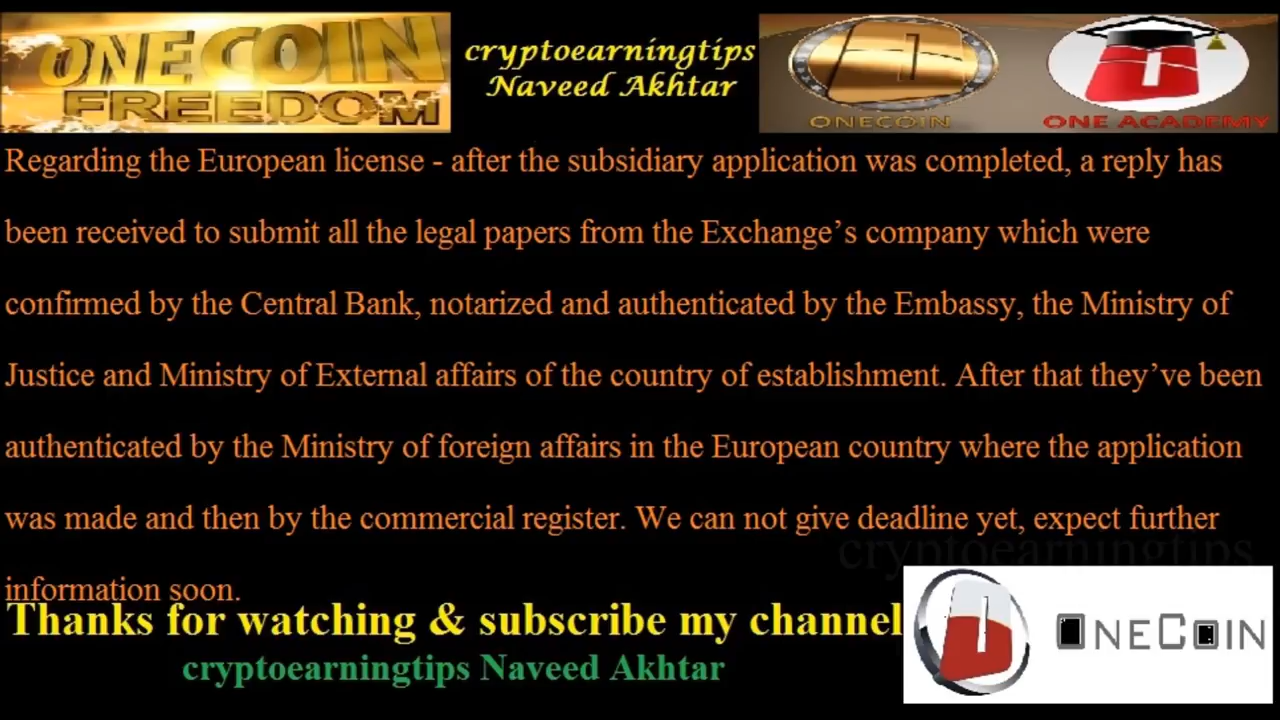 ONE COIN
FREEDOM
cryptoearningtips
Naveed Akhtar
ONECOIN
ONE ACADEMY
Regarding the European license - after the subsidiary application was completed, a reply has
been received to submit all the legal papers from the Exchange’s company which were
confirmed by the Central Bank, notarized and authenticated by the Embassy, the Ministry of
Justice and Ministry of External affairs of the country of establishment. After that they’ve been
authenticated by the Ministry of foreign affairs in the European country where the application
was made and then by the commercial register. We can not give deadline yet, expect further
cryptoearningtips
information soon.
Thanks for watching & subscribe my channel
cryptoearningtips Naveed Akhtar
ONECOIN